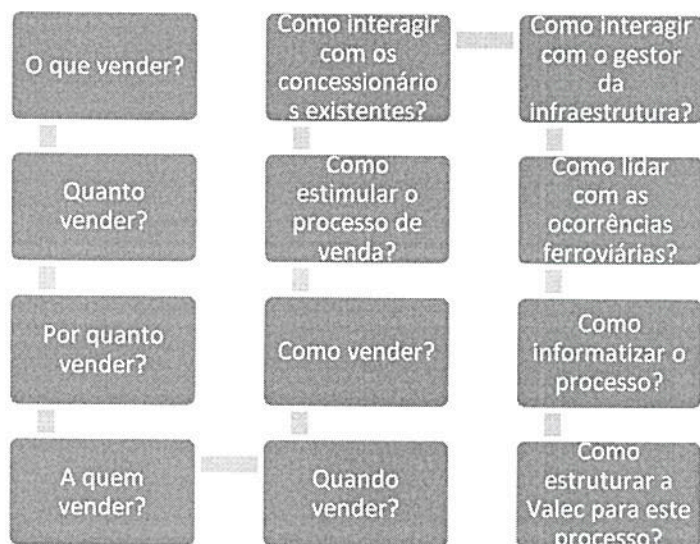 O que vender?
Quanto
vender?
Por quanto
vender?
A quem
vender?
Quando
vender?
Como vender?
Como
estimular o
processo de
venda?
Como interagir
com os
concessionário
s existentes?
Como interagir
com o gestor
da
infraestrutura?
Como lidar
com as
ocorrências
ferroviárias?
Como
informatizar o
processo?
Como
estruturar a
Valec para este
processo?